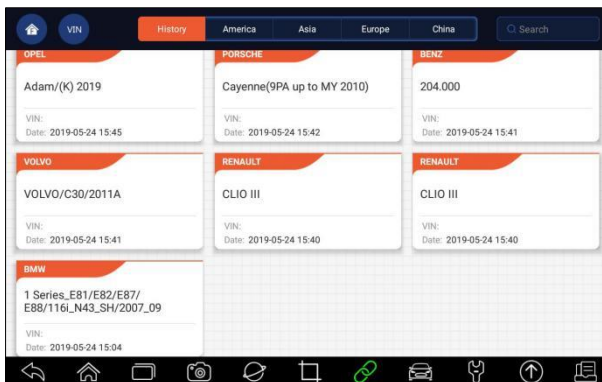 VIN History America Asia Europe China Search
OPEL PORSCHE BENZ
Adam/(K) 2019 Cayenne(9PA up to MY 2010) 204.000
VIN: VIN: VIN:
Date: 2019-05-24 15:45 Date: 2019-05-24 15:42 Date: 2019-05-24 15:41
VOLVO RENAULT RENAULT
VOLVO/C30/2011A CLIO III CLIO III
VIN: VIN: VIN:
Date: 2019-05-24 15:41 Date: 2019-05-24 15:40 Date: 2019-05-24 15:40
BMW
1 Series_E81/E82/E87/
E88/116i_N43_SH/2007_09
VIN:
Date: 2019-05-24 15:04